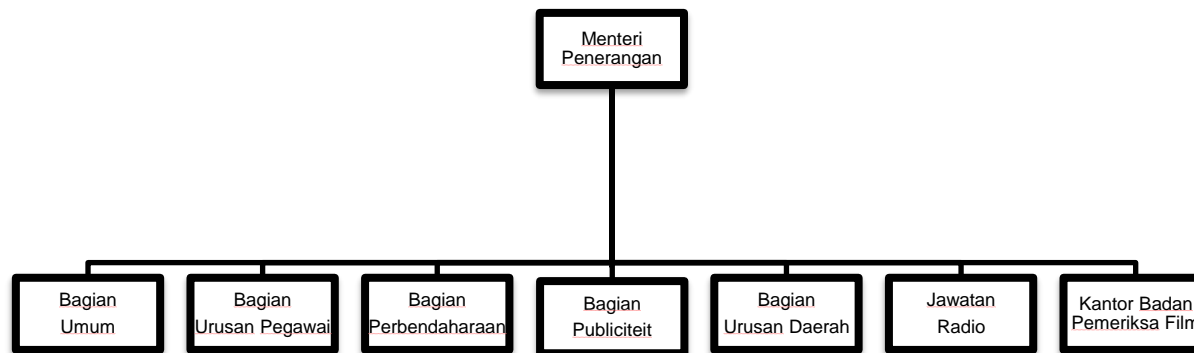 Menteri
Penerangan
Bagian
Umum
Bagian
Urusan Pegawai
Bagian
Perbendaharaan
Bagian
Publiciteit
Bagian
Urusan Daerah
Jawatan
Radio
Kantor Badan
Pemeriksa Film